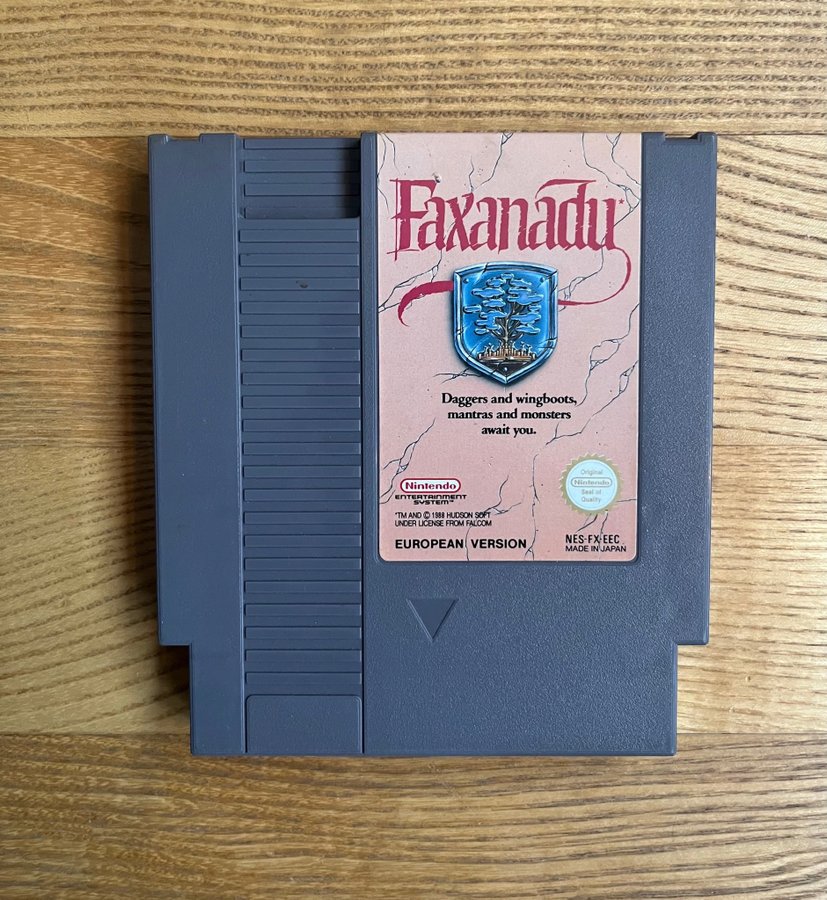 Faxanadu*
Daggers and wingboots,
mantras and monsters
await you.
Nintendo
ENTERTAINMENT
SYSTEM™
*TM AND © 1988 HUDSON SOFT
UNDER LICENSE FROM FALCOM
EUROPEAN VERSION
Original
Nintendo
Seal of
Quality
NES-FX-EEC
MADE IN JAPAN